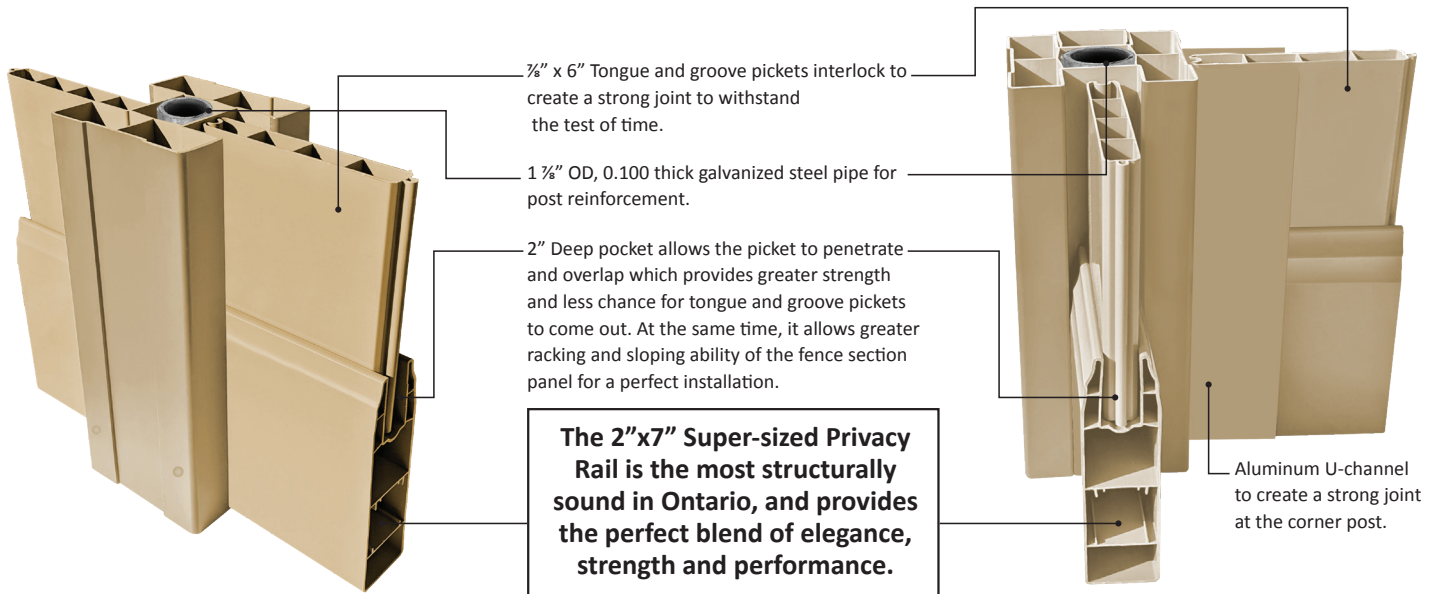 ⅞” x 6” Tongue and groove pickets interlock to
create a strong joint to withstand
the test of time.
1 ⅞” OD, 0.100 thick galvanized steel pipe for
post reinforcement.
2” Deep pocket allows the picket to penetrate
and overlap which provides greater strength
and less chance for tongue and groove pickets
to come out. At the same time, it allows greater
racking and sloping ability of the fence section
panel for a perfect installation.
The 2”x7” Super-sized Privacy
Rail is the most structurally
sound in Ontario, and provides
the perfect blend of elegance,
strength and performance.
Aluminum U-channel
to create a strong joint
at the corner post.